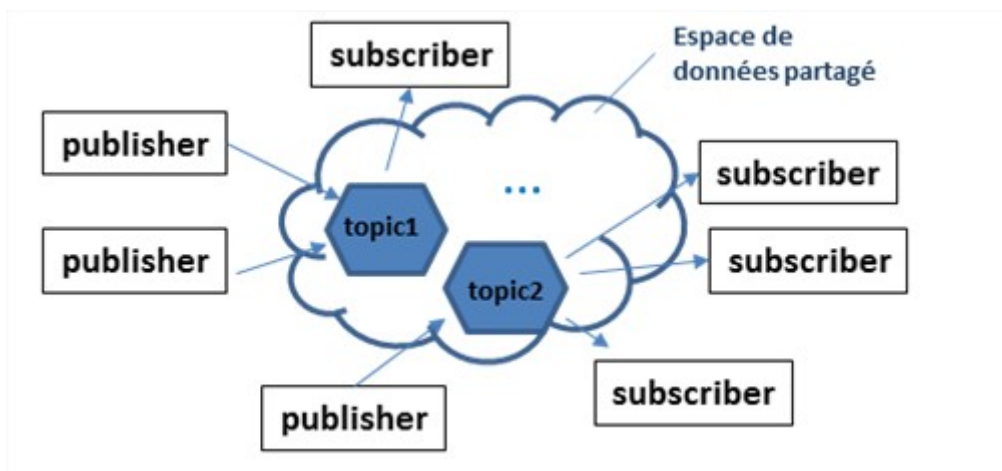 subscriber
Espace de
données partagé
publisher
...
subscriber
topic1
publisher
subscriber
topic2
subscriber
publisher